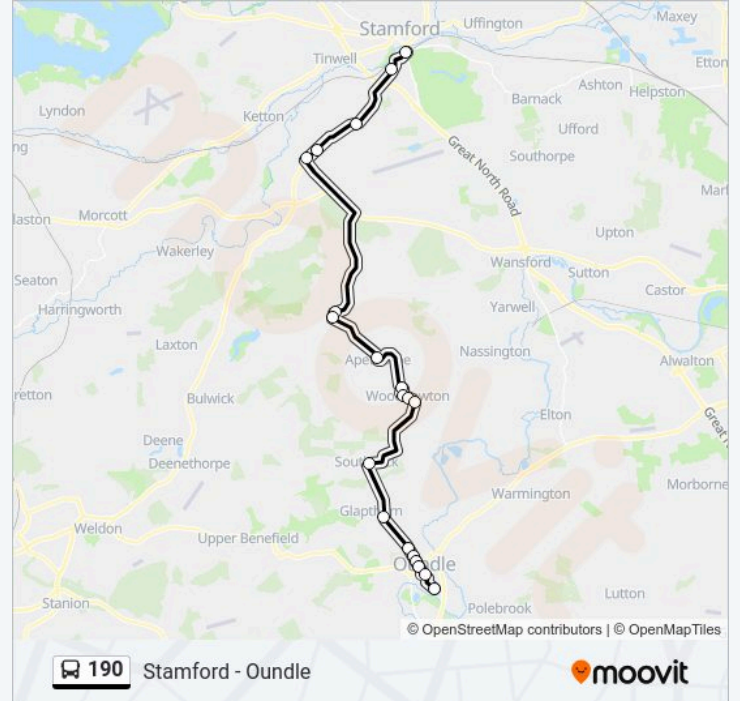 Maxey
Uffington
Stamford
Tinwell
Etton
Ashton
Helpston
Barnack
Lyndon
Ketton
Ufford
Great North Road
Southorpe
Morcott
Upton
Wakerley
Wansford
Sutton
Seaton
Castor
Harringworth
Yarwell
Laxton
Nassington
Alwalton
Bulwick
Elton
Deene
Deenethorpe
Warmington
Morborne
Weldon
Upper Benefield
Stanion
Polebrook
Lutton
© OpenStreetMap contributors | © OpenMapTiles
190 Stamford - Oundle
moovit